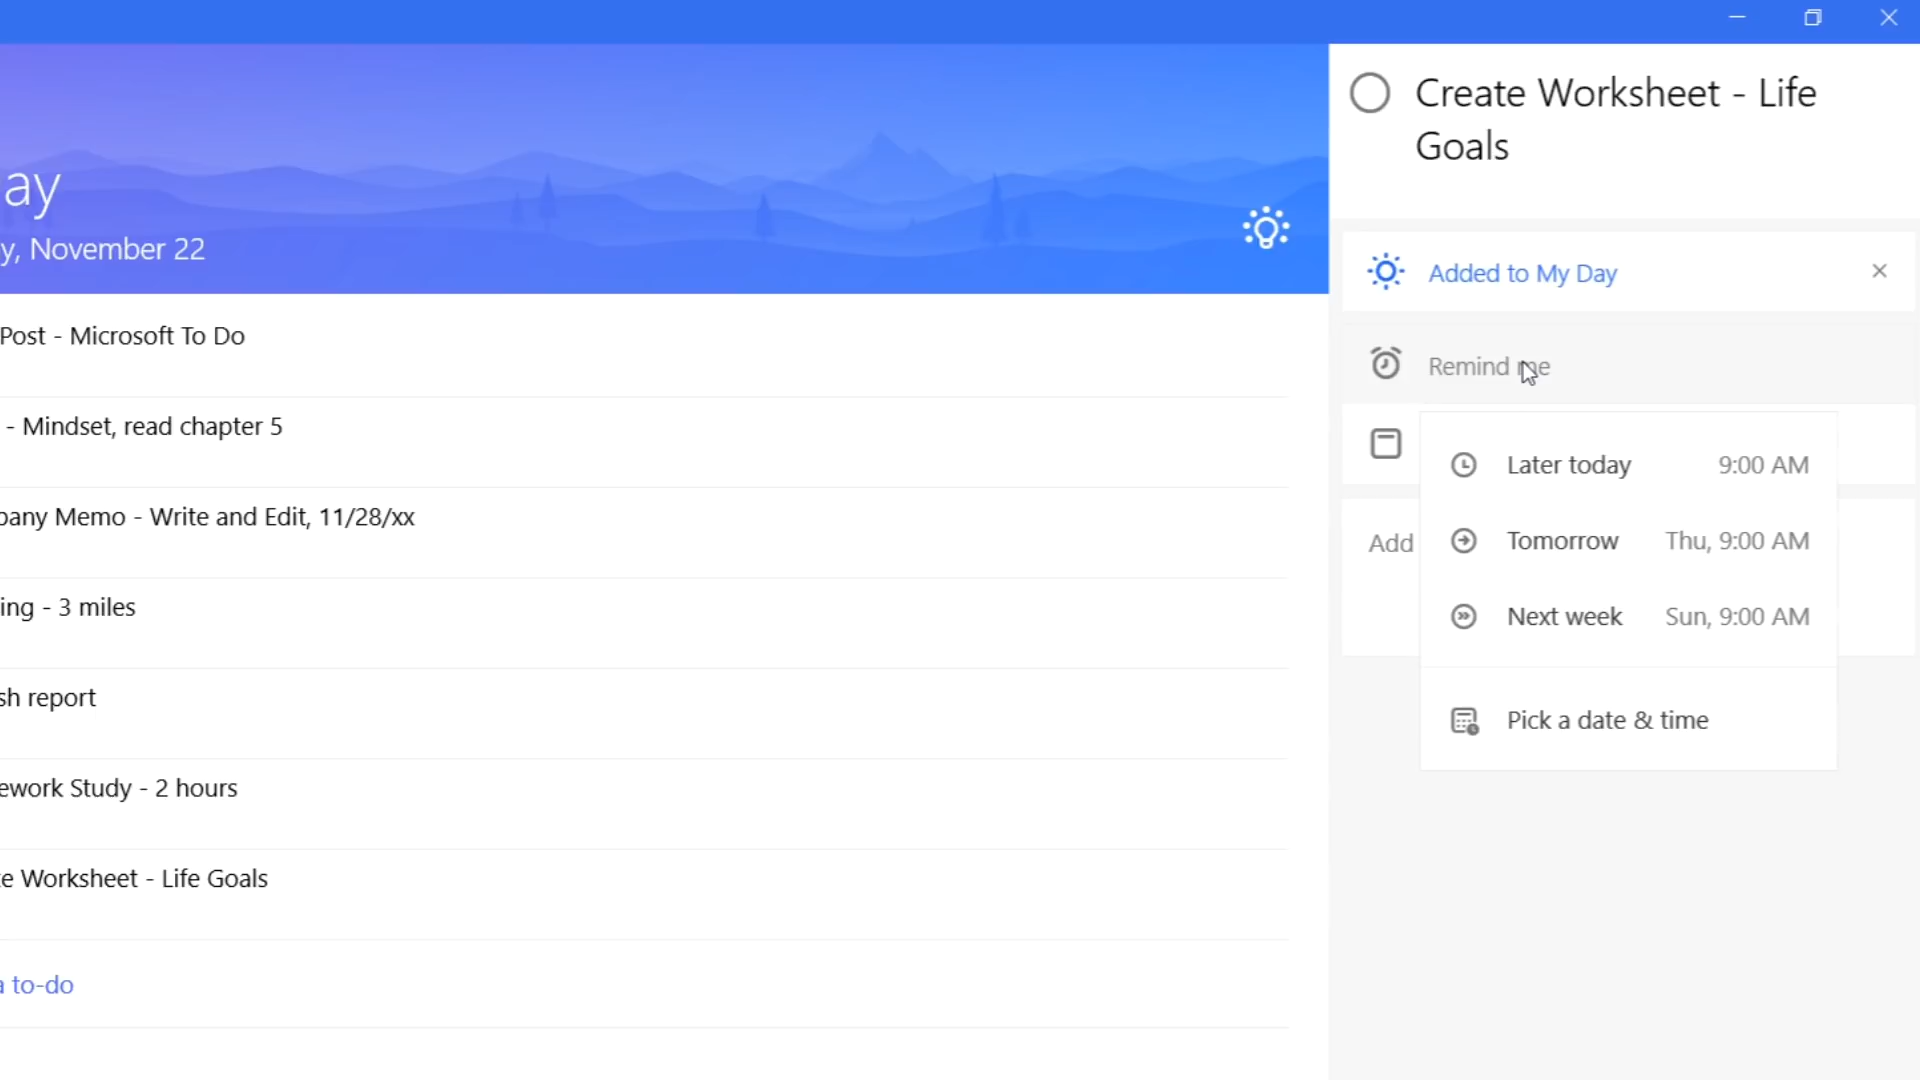 ay
y, November 22
Post - Microsoft To Do
- Mindset, read chapter 5
pany Memo - Write and Edit, 11/28/xx
ing - 3 miles
sh report
ework Study - 2 hours
te Worksheet - Life Goals
a to-do
Create Worksheet - Life
Goals
Added to My Day
Remind me
Add
Later today 9:00 AM
Tomorrow Thu, 9:00 AM
Next week Sun, 9:00 AM
Pick a date & time